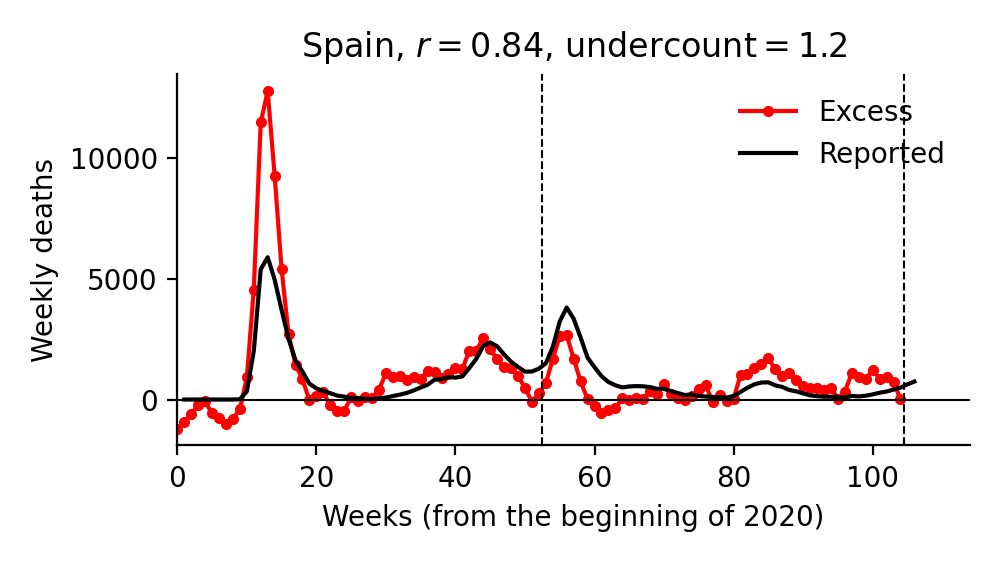 Spain, r = 0.84, undercount = 1.2
Excess
Reported
Weekly deaths
10000
5000
0
0 20 40 60 80 100
Weeks (from the beginning of 2020)